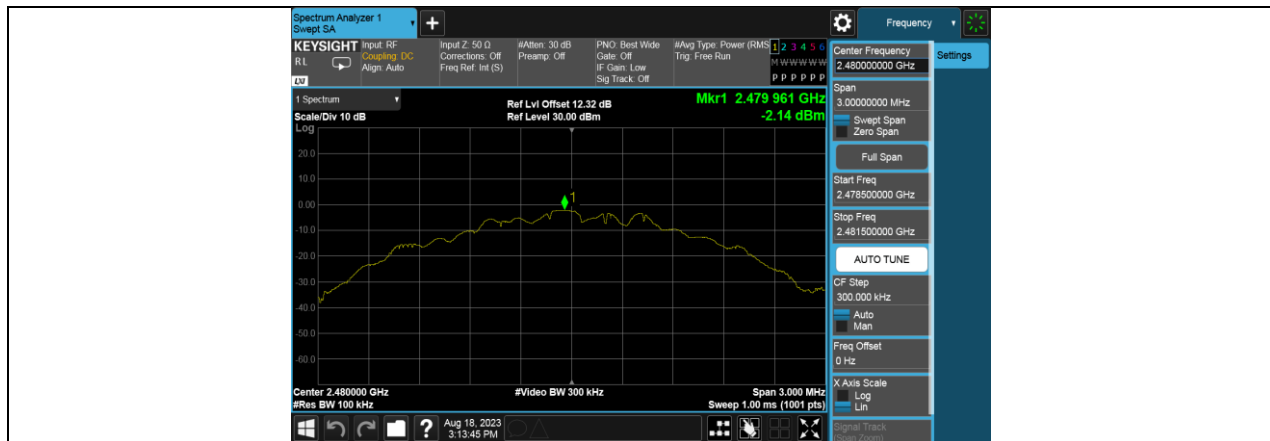 Spectrum Analyzer 1
Swept SA
Frequency
KEYSIGHT
RL
LXI
Input: RF
Coupling: DC
Align: Auto
Input Z: 50 Ω
Corrections: Off
Freq Ref: Int (S)
#Atten: 30 dB
Preamp: Off
PNO: Best Wide
Gate: Off
IF Gain: Low
Sig Track: Off
#Avg Type: Power (RMS
Trig: Free Run
1 2 3 4 5 6
M W W W W W
P P P P P P
1 Spectrum
Scale/Div 10 dB
Log
Ref Lvl Offset 12.32 dB
Ref Level 30.00 dBm
Mkr1 2.479 961 GHz
-2.14 dBm
20.0
10.0
0.00
-10.0
-20.0
-30.0
-40.0
-50.0
-60.0
1
Center 2.480000 GHz
#Res BW 100 kHz
#Video BW 300 kHz
Span 3.000 MHz
Sweep 1.00 ms (1001 pts)
Settings
Center Frequency
2.480000000 GHz
Span
3.00000000 MHz
Swept Span
Zero Span
Full Span
Start Freq
2.478500000 GHz
Stop Freq
2.481500000 GHz
AUTO TUNE
CF Step
300.000 kHz
Auto
Man
Freq Offset
0 Hz
X Axis Scale
Log
Lin
Signal Track
(Span Zoom)
?
Aug 18, 2023
3:13:45 PM